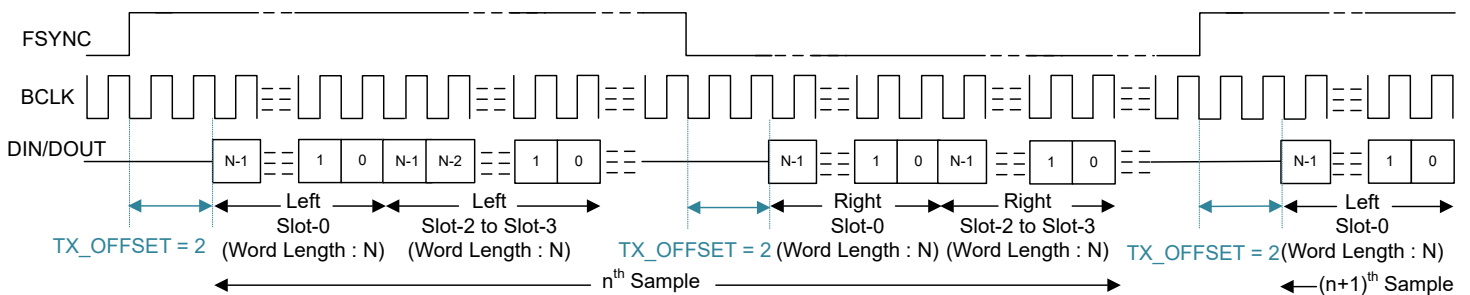 FSYNC
BCLK
DIN/DOUT
N-1 1 0 N-1 N-2 1 0 N-1 1 0 N-1 1 0 N-1 1 0
Left Left Right Right Left
Slot-0 Slot-2 to Slot-3 Slot-0 Slot-2 to Slot-3 Slot-0
TX_OFFSET = 2 (Word Length : N) (Word Length : N) TX_OFFSET = 2 (Word Length : N) (Word Length : N) TX_OFFSET = 2 (Word Length : N)
nth Sample (n+1)th Sample